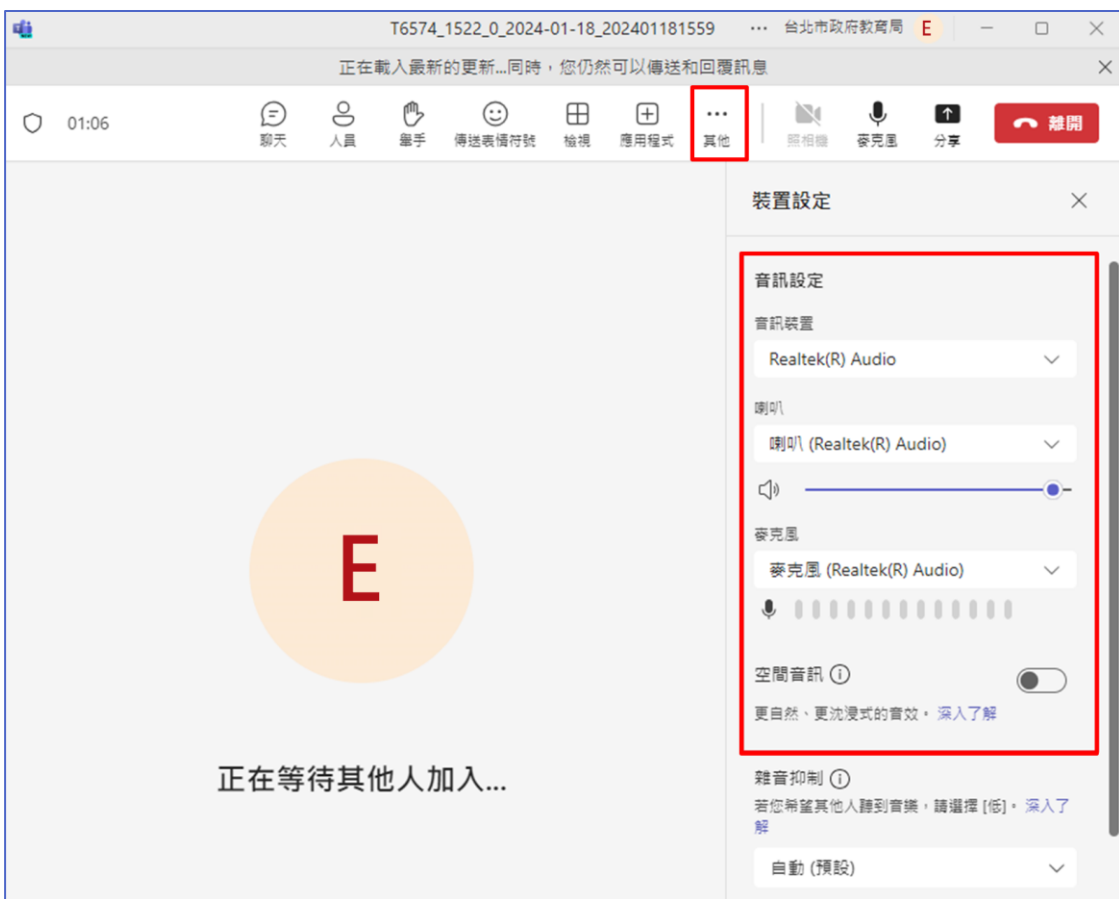 T6574_1522_0_2024-01-18_202401181559 ··· 台北市政府教育局 E
正在載入最新的更新...同時，您仍然可以傳送和回覆訊息
01:06
聊天 人員 舉手 傳送表情符號 檢視 應用程式 其他 照相機 麥克風 分享 離開
裝置設定
音訊設定
音訊裝置
Realtek(R) Audio
喇叭
喇叭 (Realtek(R) Audio)
麥克風
麥克風 (Realtek(R) Audio)
空間音訊
更自然、更沈浸式的音效。深入了解
E
正在等待其他人加入...
雜音抑制
若您希望其他人聽到音樂，請選擇 [低]。深入了
解
自動 (預設)